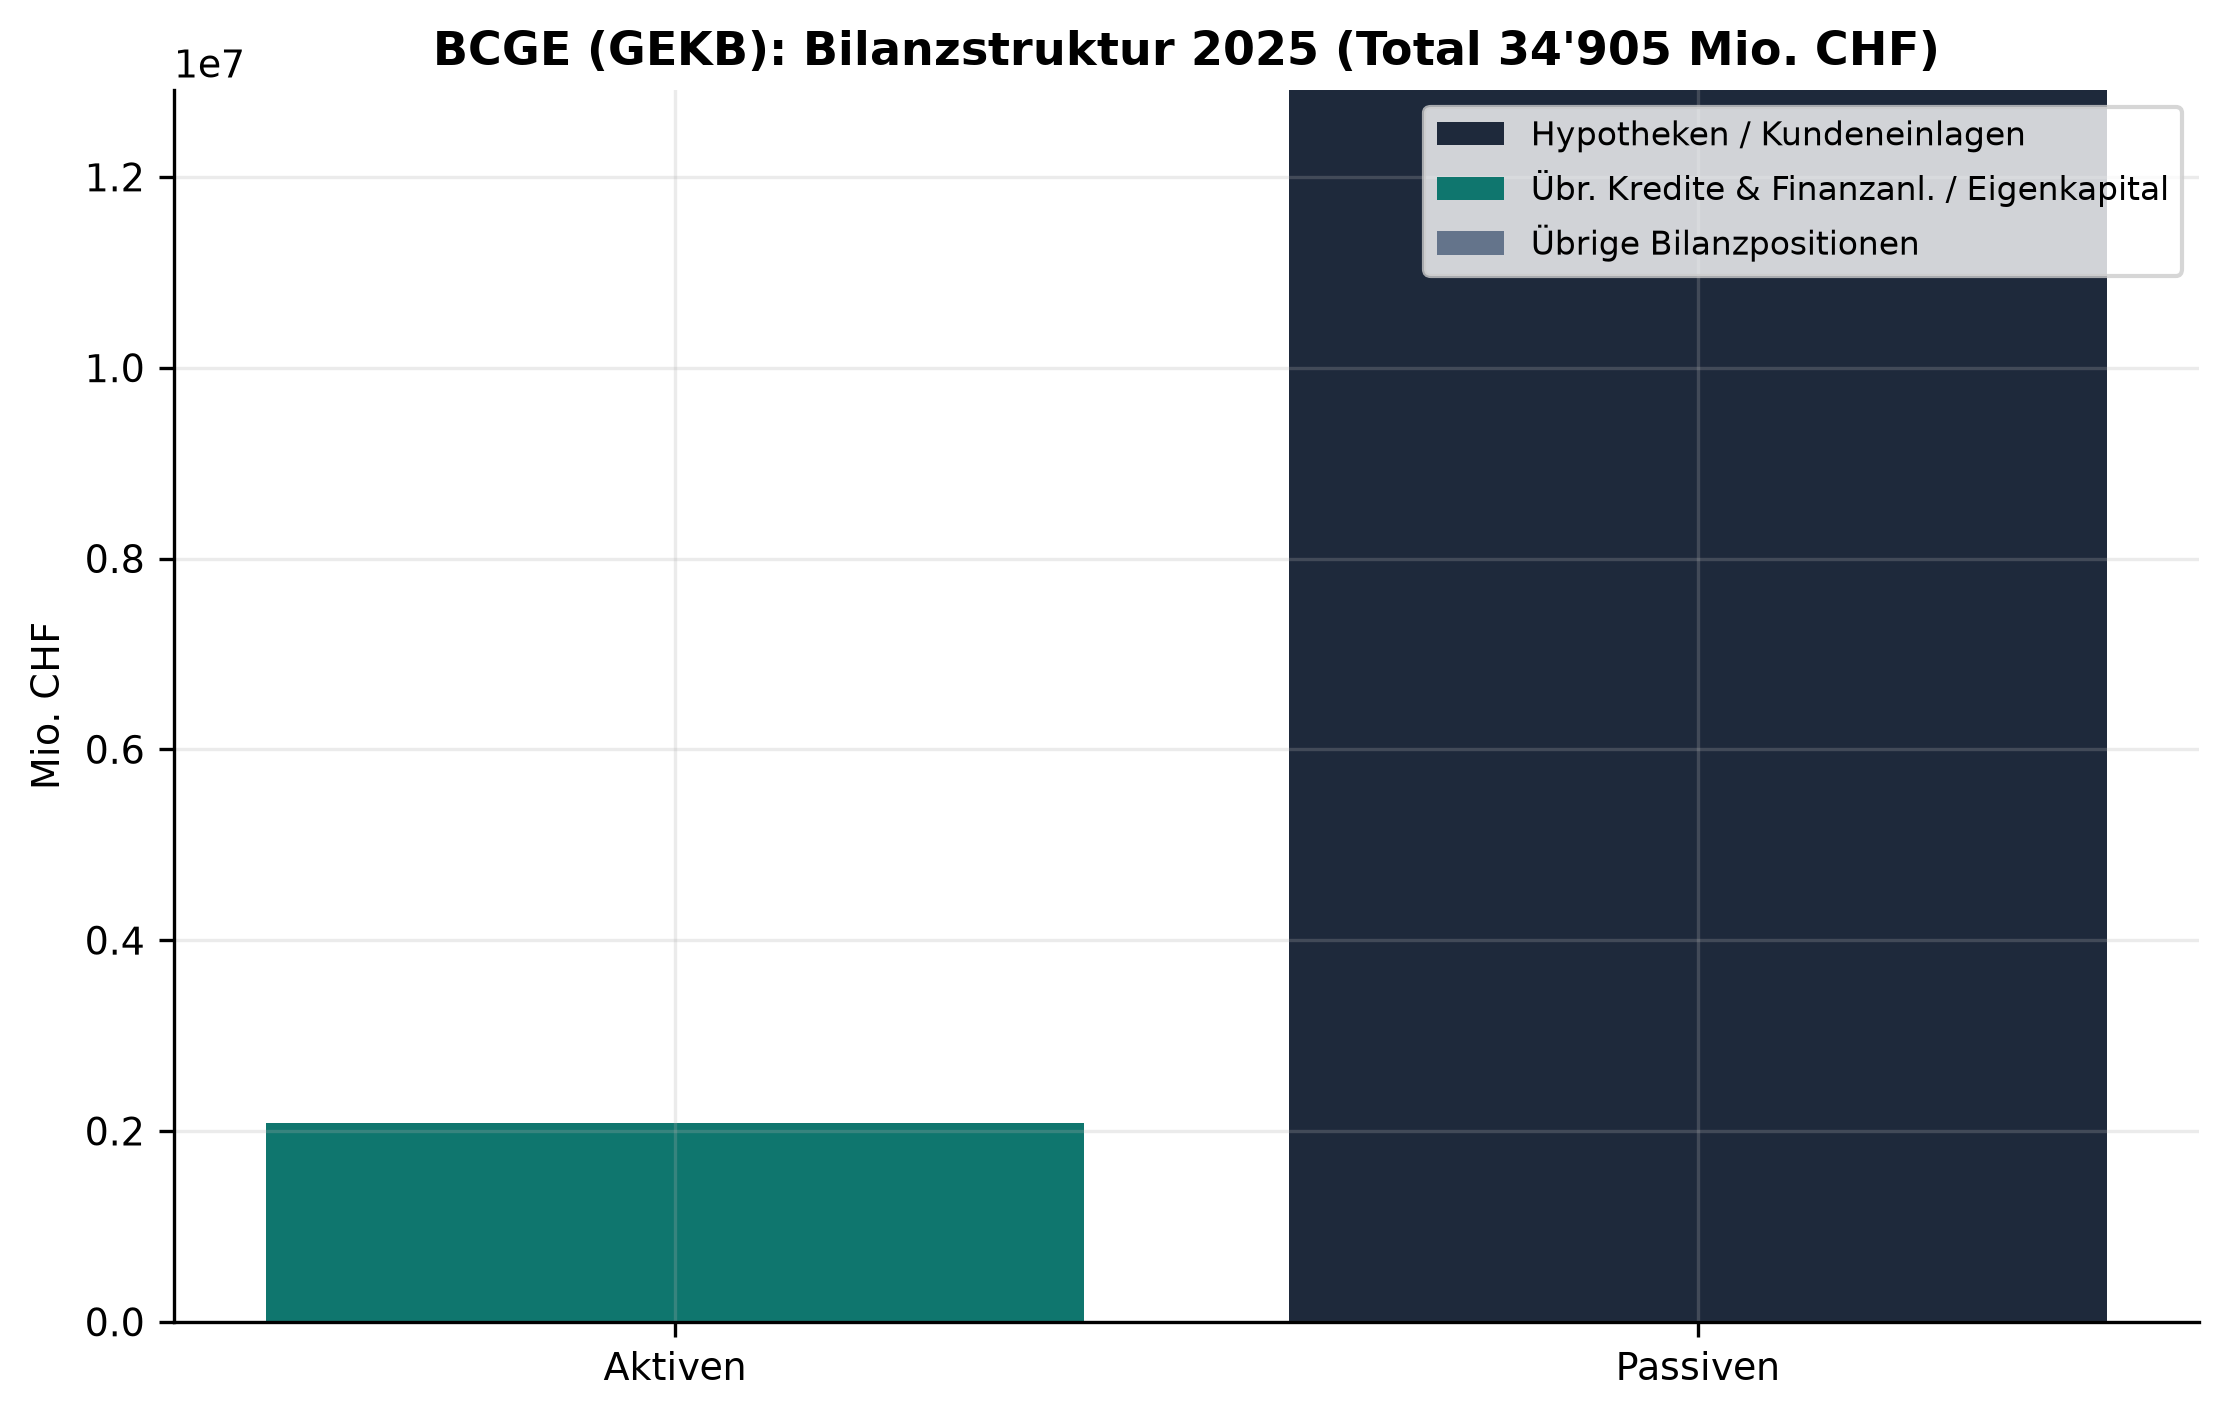 BCGE (GEKB): Bilanzstruktur 2025 (Total 34'905 Mio. CHF)
1e7
Hypotheken / Kundeneinlagen
Übr. Kredite & Finanzanl. / Eigenkapital
Übrige Bilanzpositionen
1.2
1.0
0.8
0.6
0.4
0.2
0.0
Mio. CHF
Aktiven
Passiven